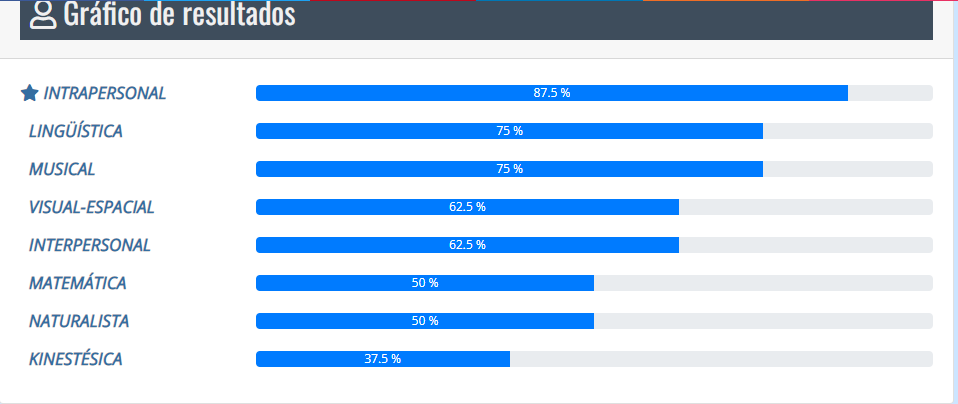 Gráfico de resultados
INTRAPERSONAL 87.5 %
LINGÜÍSTICA 75 %
MUSICAL 75 %
VISUAL-ESPACIAL 62.5 %
INTERPERSONAL 62.5 %
MATEMÁTICA 50 %
NATURALISTA 50 %
KINESTÉSICA 37.5 %